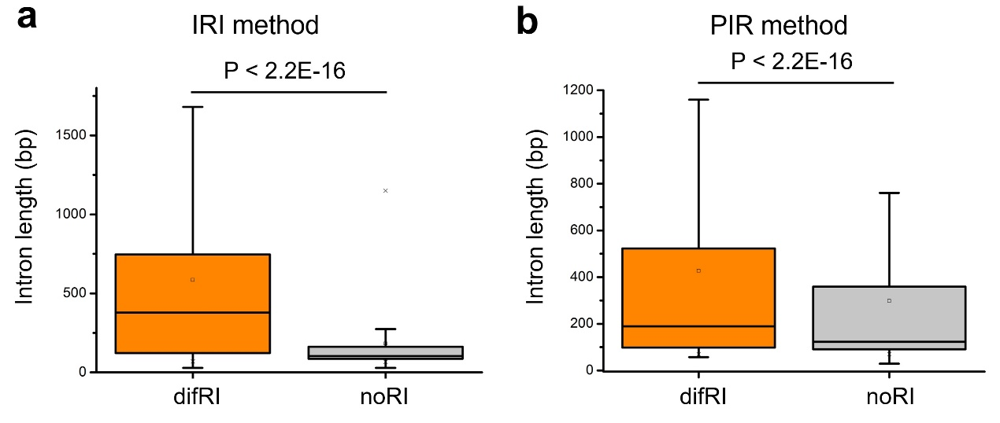 a
IRI method
P < 2.2E-16
Intron length (bp)
1500
1000
500
0
difRI
noRI
b
PIR method
P < 2.2E-16
Intron length (bp)
1200
1000
800
600
400
200
0
difRI
noRI